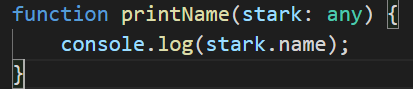 function printName(stark: any) {
    console.log(stark.name);
}